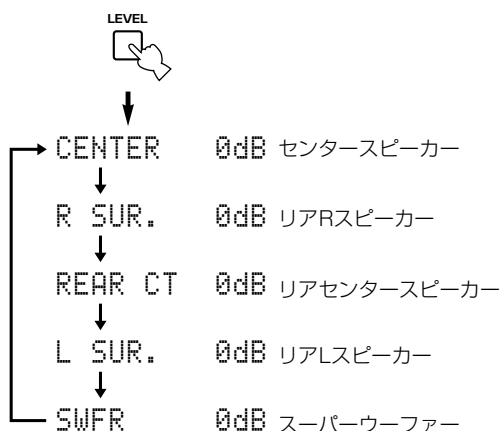 LEVEL
CENTER 0dB センタースピーカー
R SUR. 0dB リアRスピーカー
REAR CT 0dB リアセンタースピーカー
L SUR. 0dB リアLスピーカー
SWFR 0dB スーパーウーファー